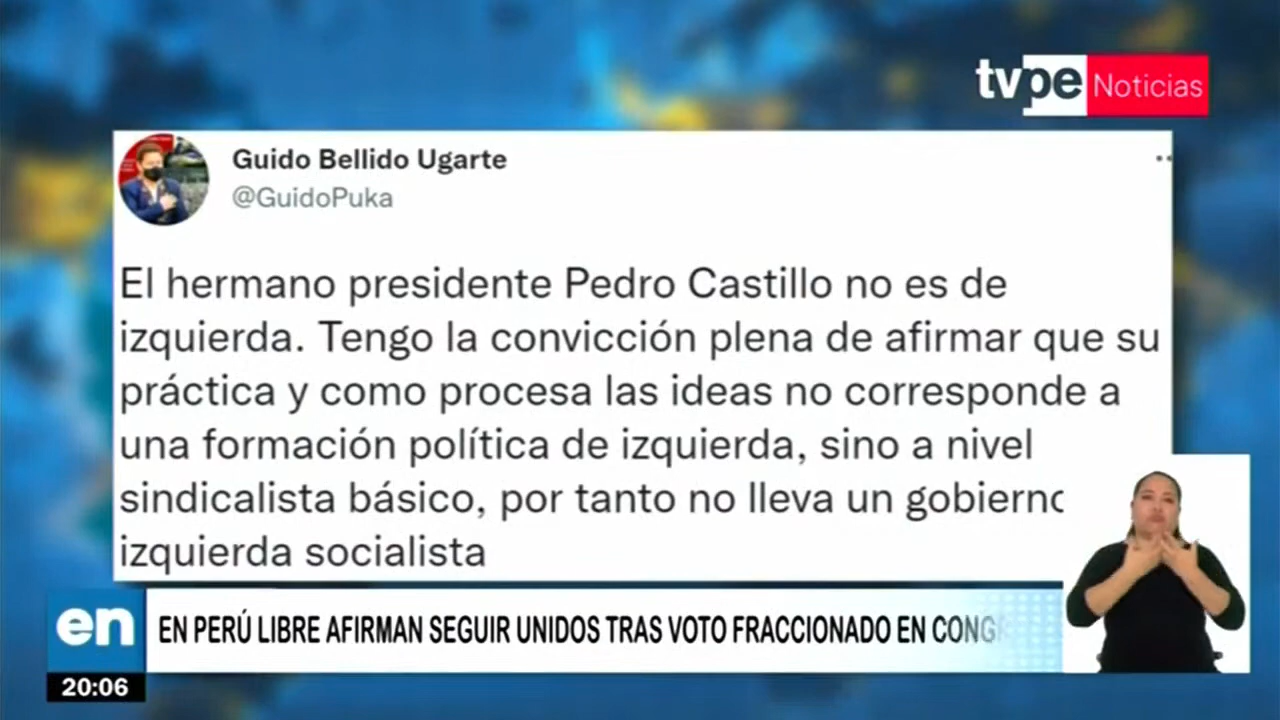 tvpe Noticias
Guido Bellido Ugarte
@GuidoPuka
El hermano presidente Pedro Castillo no es de
izquierda. Tengo la convicción plena de afirmar que su
práctica y como procesa las ideas no corresponde a
una formación política de izquierda, sino a nivel
sindicalista básico, por tanto no lleva un gobierno
izquierda socialista
en
EN PERÚ LIBRE AFIRMAN SEGUIR UNIDOS TRAS VOTO FRACCIONADO EN CONG
20:06